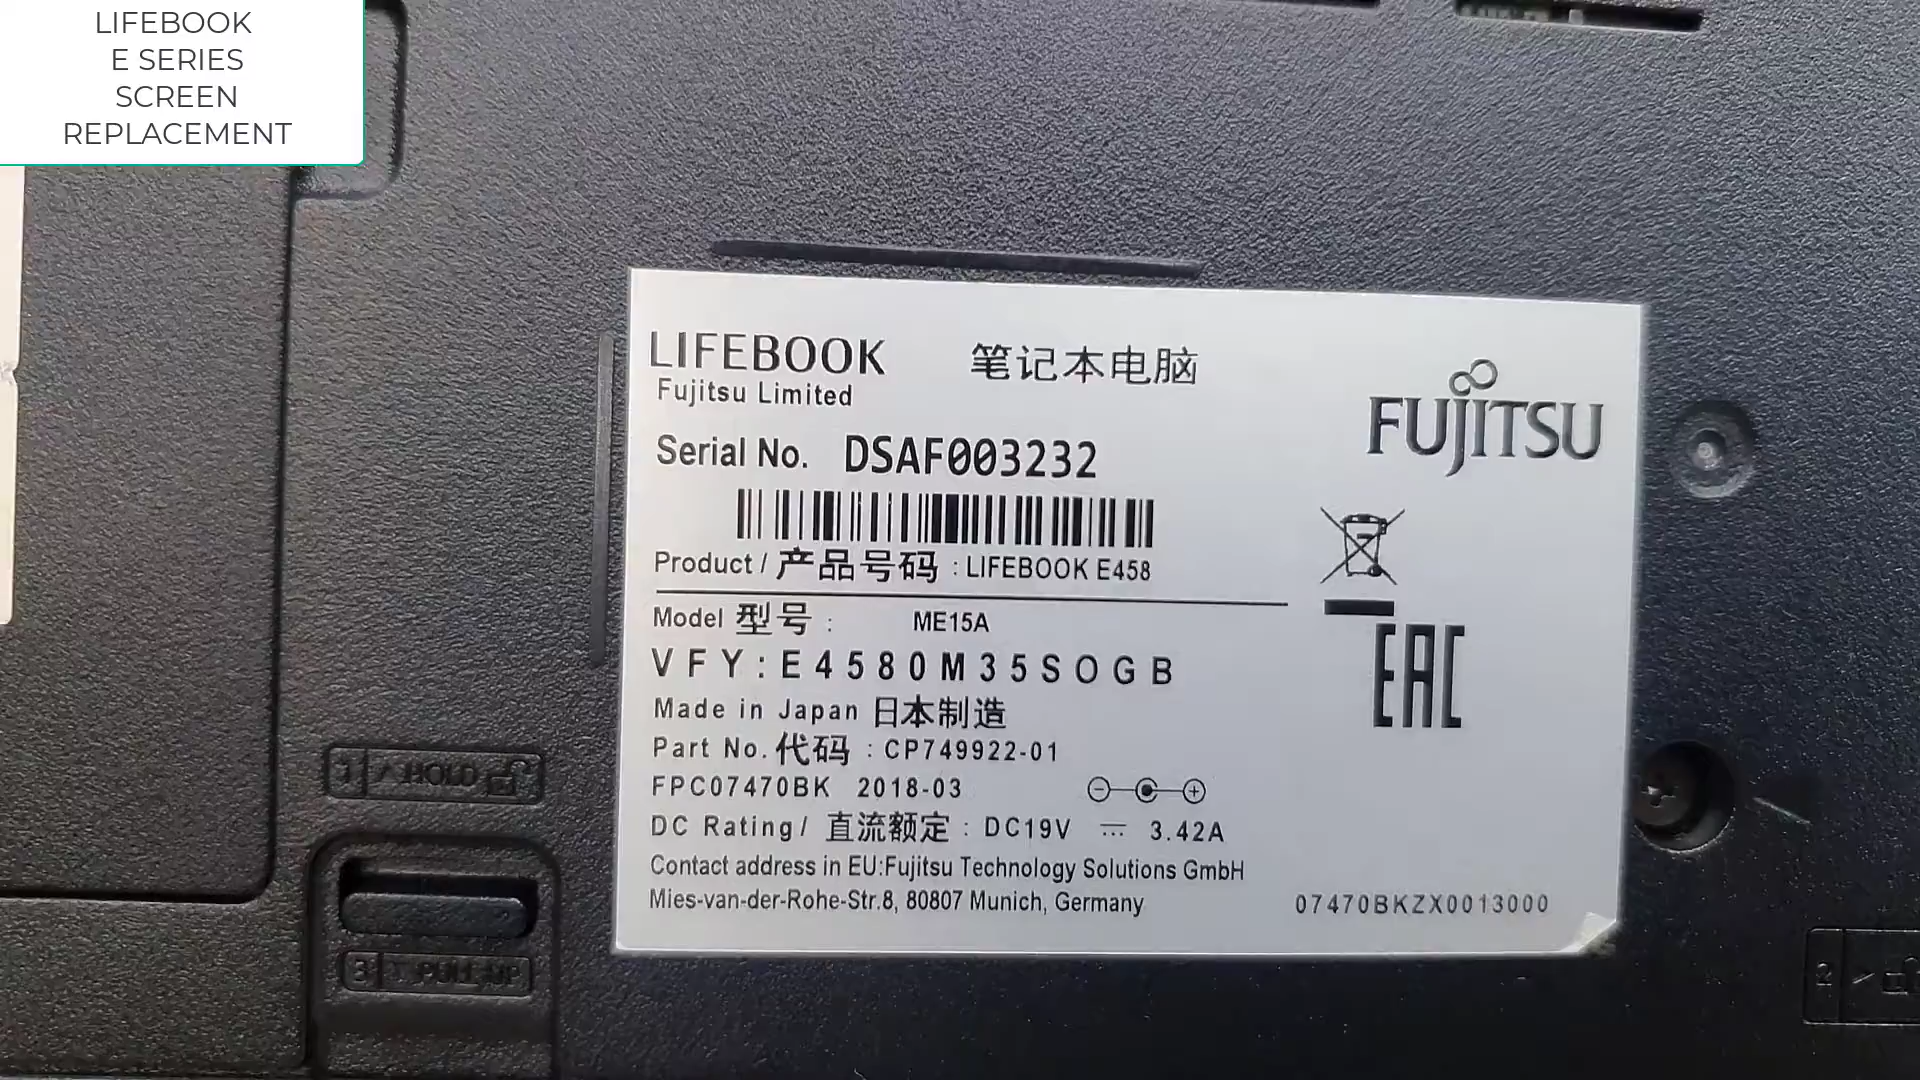 LIFEBOOK
E SERIES
SCREEN
REPLACEMENT
LIFEBOOK 笔记本电脑
Fujitsu Limited
FUJITSU
Serial No. DSAF003232
Product / 产品号码 : LIFEBOOK E458
Model 型号 : ME15A
VFY:E4580M35SOGB
Made in Japan 日本制造
EAC
Part No. 代码 : CP749922-01
FPC07470BK 2018-03
DC Rating/ 直流额定 : DC19V 3.42A
Contact address in EU:Fujitsu Technology Solutions GmbH
Mies-van-der-Rohe-Str.8, 80807 Munich, Germany
07470BKZX0013000
1 HOLD
3 PULL UP
2